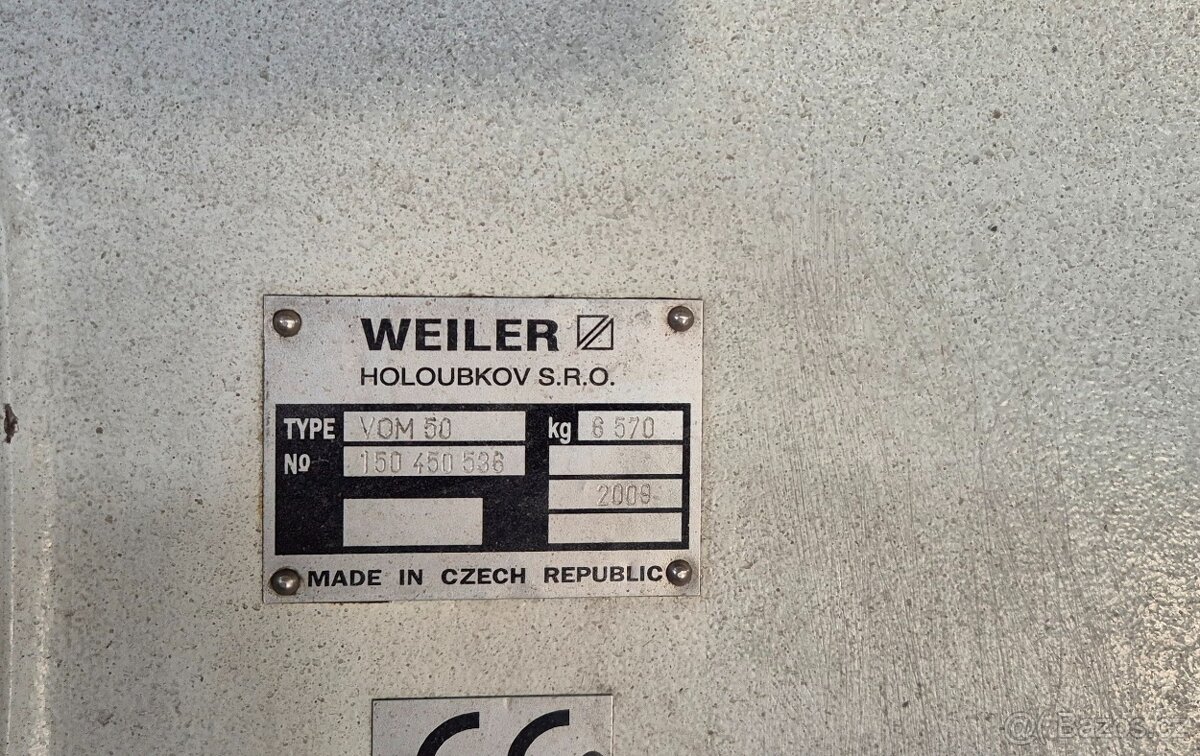 WEILER
HOLOUBKOV S.R.O.
TYPE VOM 50 kg 6 570
Nº 150 450 536
2009
MADE IN CZECH REPUBLIC
CE
@ Bazos.cz